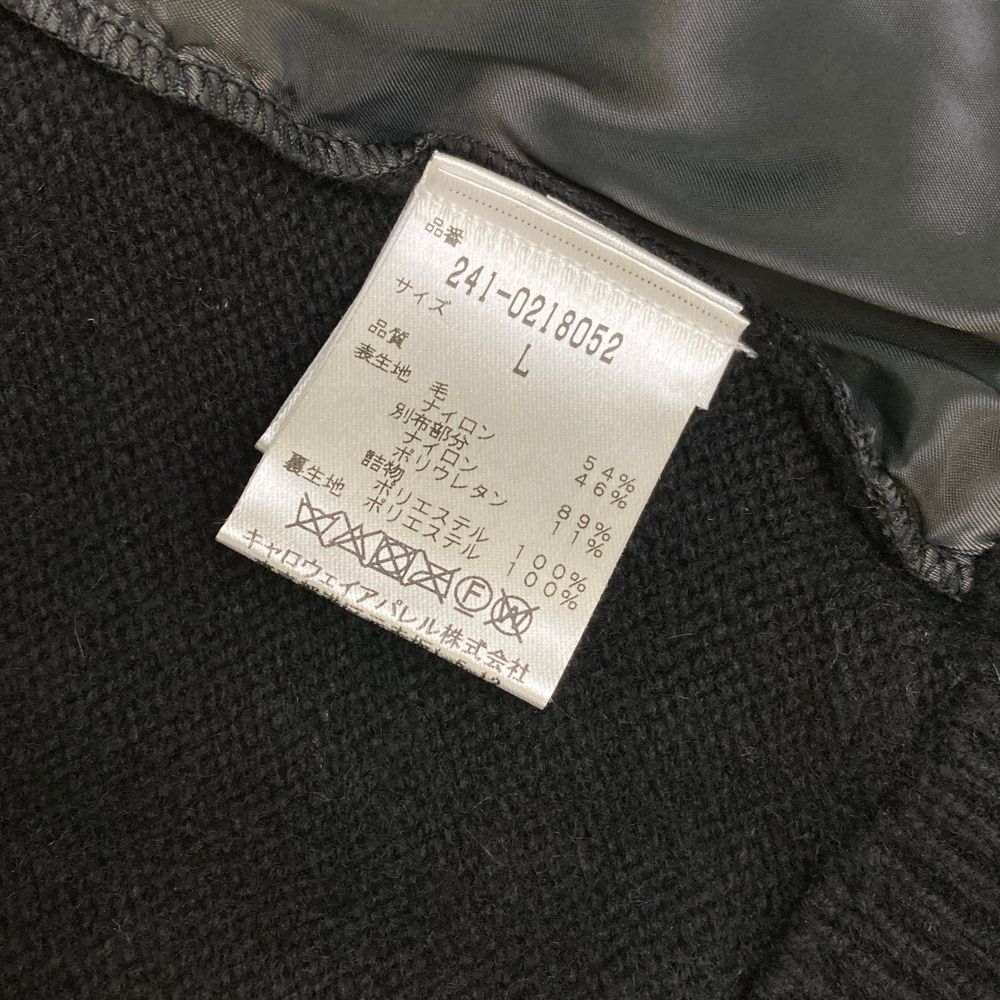 品番
241-0218052
サイズ L
品質
表生地 毛 54%
ナイロン 46%
別布部分
ナイロン 89%
ポリウレタン 11%
詰物 ポリエステル 100%
裏生地 ポリエステル 100%
F W
キャロウェイアパレル株式会社